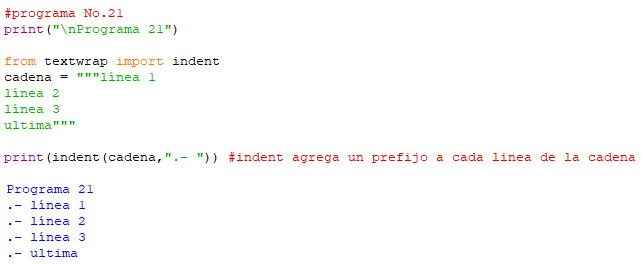 #programa No.21
print("\nPrograma 21")
from textwrap import indent
cadena = """línea 1
línea 2
línea 3
ultima"""
print(indent(cadena,".- ")) #indent agrega un prefijo a cada linea de la cadena
Programa 21
.- línea 1
.- línea 2
.- línea 3
.- ultima